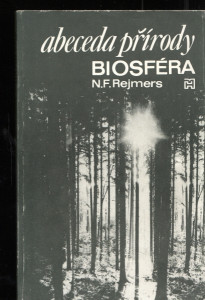 abeceda přírody
BIOSFÉRA
N.F.Rejmers